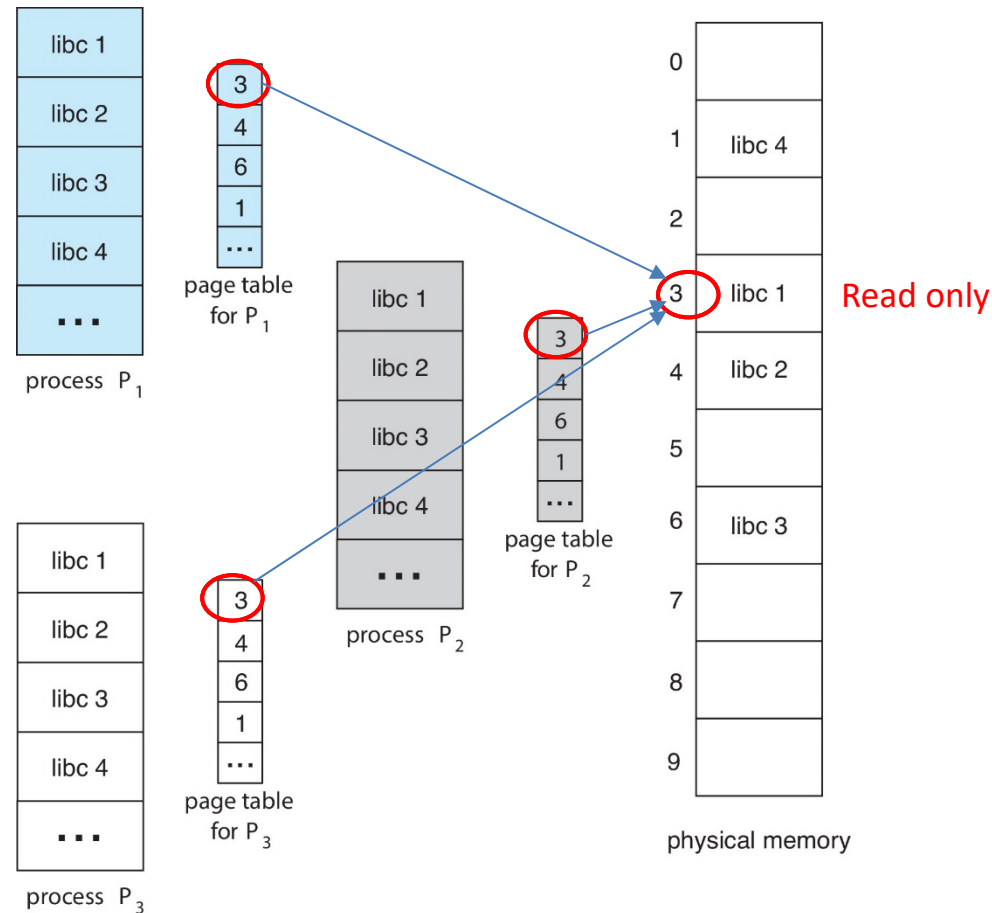 libc 1
libc 2
libc 3
libc 4
...
process P1
3
4
6
1
...
page table
for P1
libc 1
libc 2
libc 3
libc 4
...
process P2
3
4
6
1
...
page table
for P2
libc 1
libc 2
libc 3
libc 4
...
process P3
3
4
6
1
...
page table
for P3
0
1 libc 4
2
3 libc 1 Read only
4 libc 2
5
6 libc 3
7
8
9
physical memory